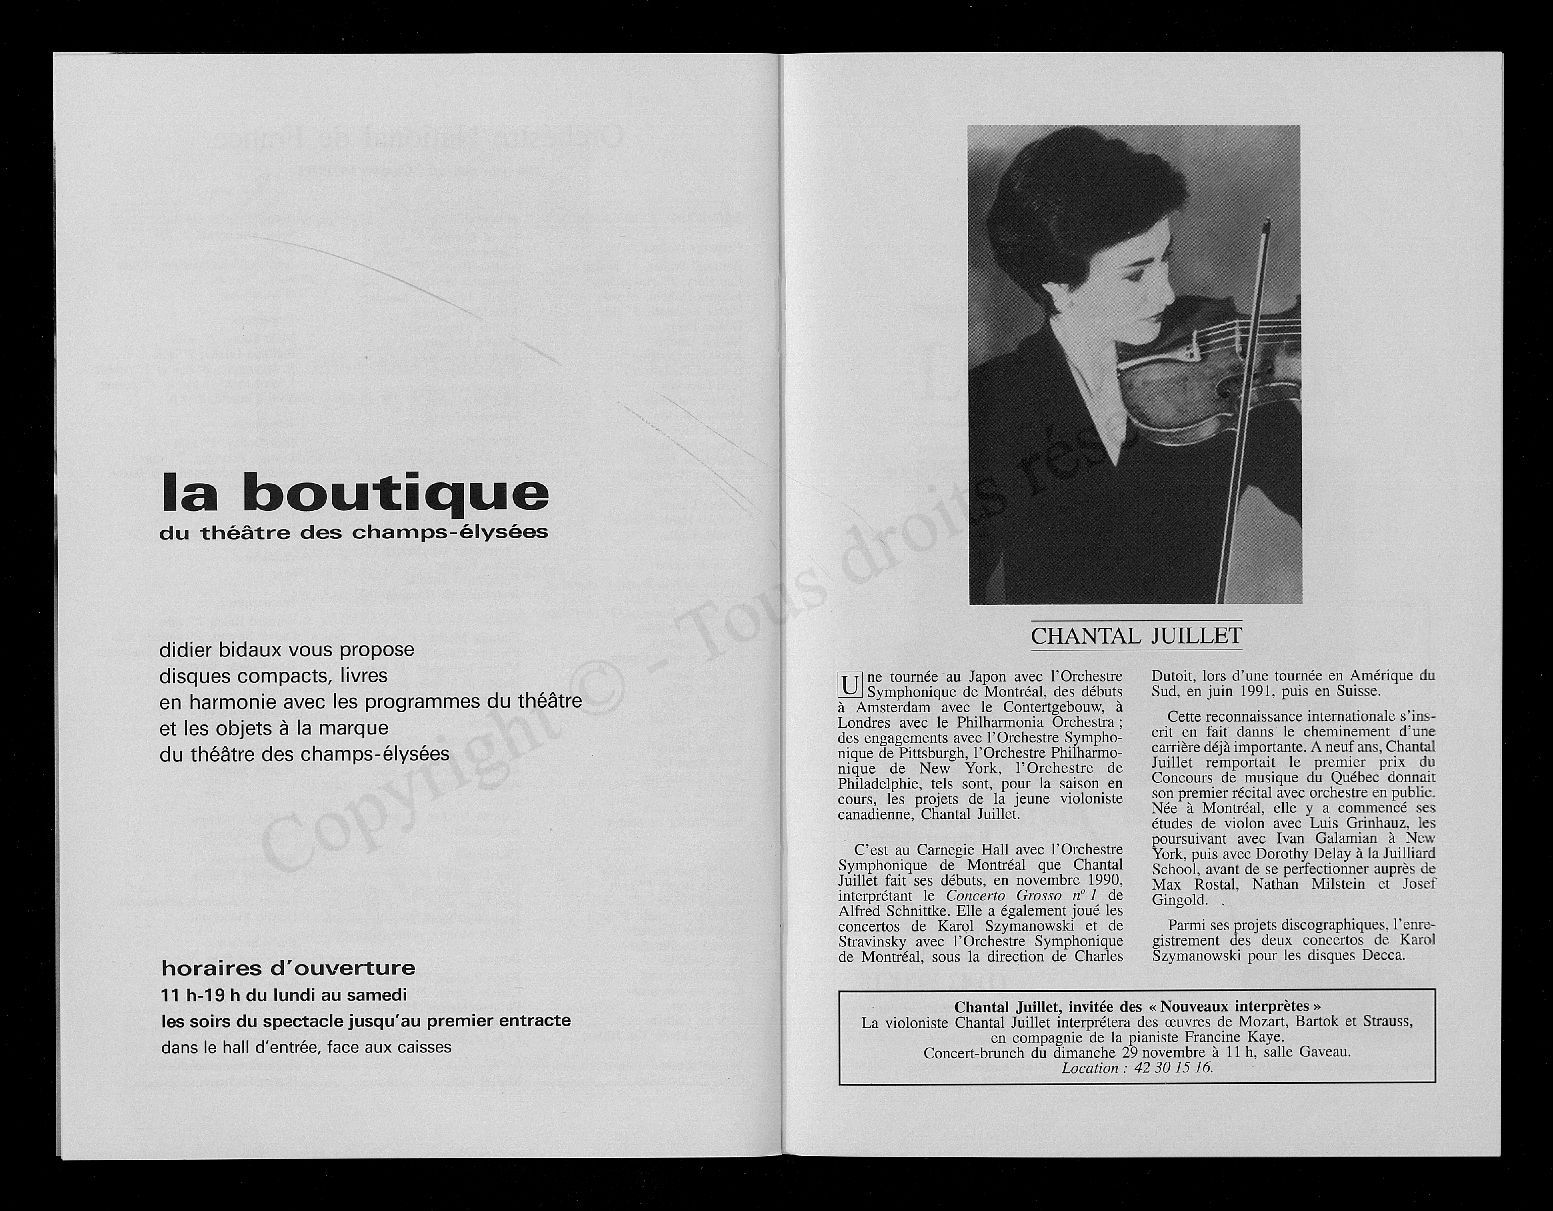 la boutique
du théâtre des champs-élysées
didier bidaux vous propose
disques compacts, livres
en harmonie avec les programmes du théâtre
et les objets à la marque
du théâtre des champs-élysées
horaires d'ouverture
11 h-19 h du lundi au samedi
les soirs du spectacle jusqu'au premier entracte
dans le hall d'entrée, face aux caisses
Copyright © - Tous droits rés
CHANTAL JUILLET
Une tournée au Japon avec l'Orchestre
Symphonique de Montréal, des débuts
à Amsterdam avec le Contertgebouw, à
Londres avec le Philharmonia Orchestra ;
des engagements avec l'Orchestre Sympho-
nique de Pittsburgh, l'Orchestre Philharmo-
nique de New York, l'Orchestre de
Philadelphie, tels sont, pour la saison en
cours, les projets de la jeune violoniste
canadienne, Chantal Juillet.
C'est au Carnegie Hall avec l'Orchestre
Symphonique de Montréal que Chantal
Juillet fait ses débuts, en novembre 1990,
interprétant le Concerto Grosso n° 1 de
Alfred Schnittke. Elle a également joué les
concertos de Karol Szymanowski et de
Stravinsky avec l'Orchestre Symphonique
de Montréal, sous la direction de Charles
Dutoit, lors d'une tournée en Amérique du
Sud, en juin 1991, puis en Suisse.
Cette reconnaissance internationale s'ins-
crit en fait danns le cheminement d'une
carrière déjà importante. A neuf ans, Chantal
Juillet remportait le premier prix du
Concours de musique du Québec donnait
son premier récital avec orchestre en public.
Née à Montréal, elle y a commencé ses
études de violon avec Luis Grinhauz, les
poursuivant avec Ivan Galamian à New
York, puis avec Dorothy Delay à la Juilliard
School, avant de se perfectionner auprès de
Max Rostal, Nathan Milstein et Josef
Gingold.
Parmi ses projets discographiques, l'enre-
gistrement des deux concertos de Karol
Szymanowski pour les disques Decca.
Chantal Juillet, invitée des « Nouveaux interprètes »
La violoniste Chantal Juillet interprétera des œuvres de Mozart, Bartok et Strauss,
en compagnie de la pianiste Francine Kaye.
Concert-brunch du dimanche 29 novembre à 11 h, salle Gaveau.
Location : 42 30 15 16.